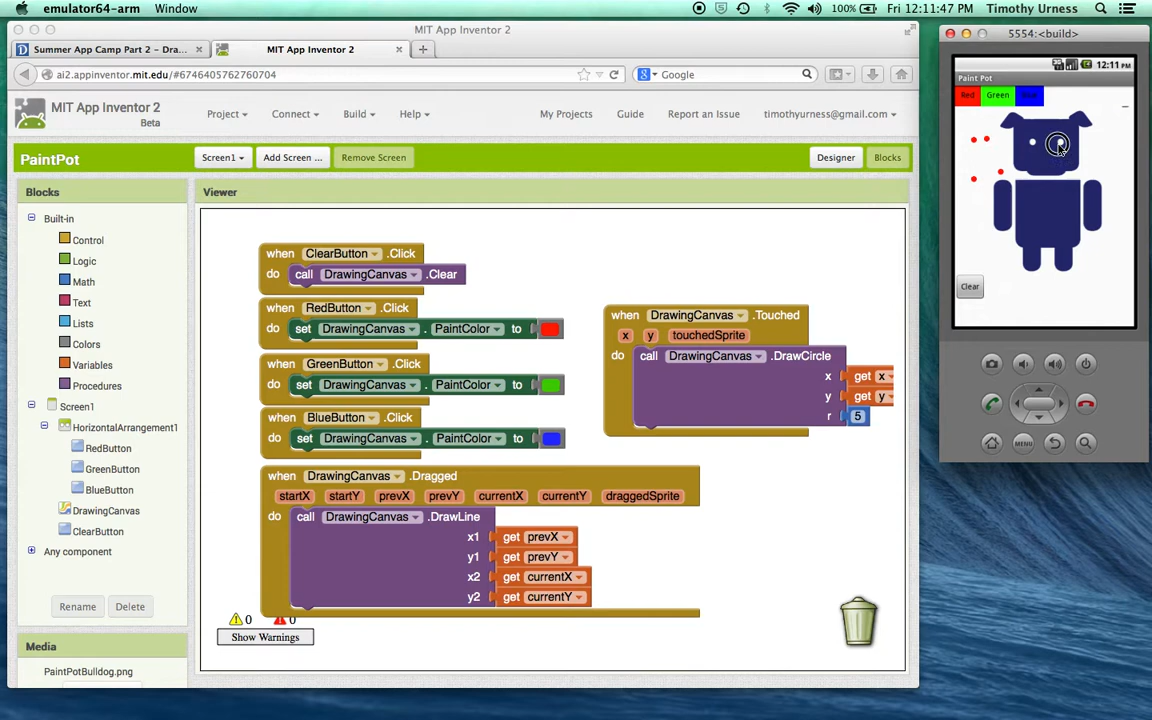 emulator64-arm Window 100% Fri 12:11:47 Timothy Urness
MIT App Inventor 2
Summer App Camp Part 2 – Dra...
MIT App Inventor 2
ai2.appinventor.mit.edu/#6746405762760704
Google
MIT App Inventor 2
Beta
Project Connect Build Help My Projects Guide Report an Issue timothyurness@gmail.com
PaintPot Screen1 Add Screen ... Remove Screen Designer Blocks
Blocks
Built-in
Control
Logic
Math
Text
Lists
Colors
Variables
Procedures
Screen1
HorizontalArrangement1
RedButton
GreenButton
BlueButton
DrawingCanvas
ClearButton
Any component
Rename Delete
Media
PaintPotBulldog.png
Viewer
when ClearButton .Click
do call DrawingCanvas .Clear
when RedButton .Click
do set DrawingCanvas . PaintColor to
when GreenButton .Click
do set DrawingCanvas . PaintColor to
when BlueButton .Click
do set DrawingCanvas . PaintColor to
when DrawingCanvas .Dragged
startX startY prevX prevY currentX currentY draggedSprite
do call DrawingCanvas .DrawLine
x1 get prevX
y1 get prevY
x2 get currentX
y2 get currentY
when DrawingCanvas .Touched
x y touchedSprite
do call DrawingCanvas .DrawCircle
x get x
y get y
r 5
0 0
Show Warnings
5554:<build>
12:11 PM
Paint Pot
Red Green Blue
Clear
MENU